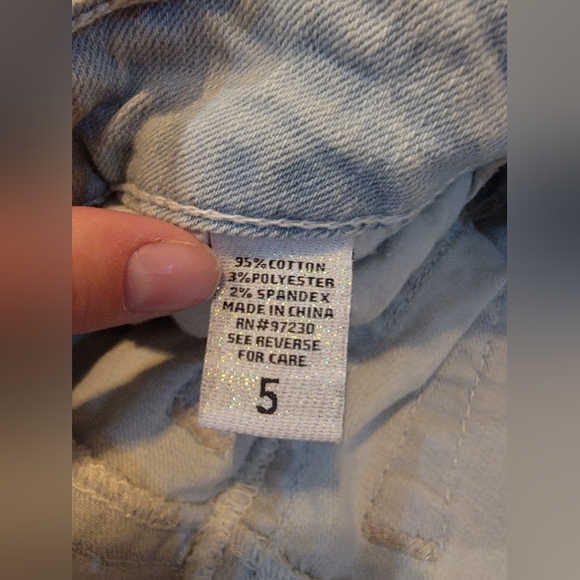 95%COTTON
3%POLYESTER
2% SPANDEX
MADE IN CHINA
RN#97230
SEE REVERSE
FOR CARE
5